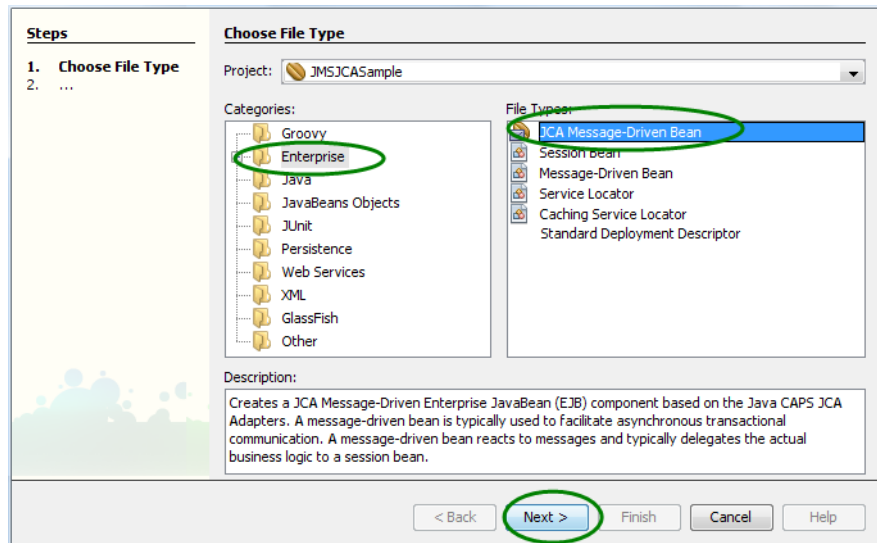 Steps
1. Choose File Type
2. ...
Choose File Type
Project: JMSJCASample
Categories:
Groovy
Enterprise
Java
JavaBeans Objects
JUnit
Persistence
Web Services
XML
GlassFish
Other
File Types:
JCA Message-Driven Bean
Session Bean
Message-Driven Bean
Service Locator
Caching Service Locator
Standard Deployment Descriptor
Description:
Creates a JCA Message-Driven Enterprise JavaBean (EJB) component based on the Java CAPS JCA
Adapters. A message-driven bean is typically used to facilitate asynchronous transactional
communication. A message-driven bean reacts to messages and typically delegates the actual
business logic to a session bean.
< Back Next > Finish Cancel Help